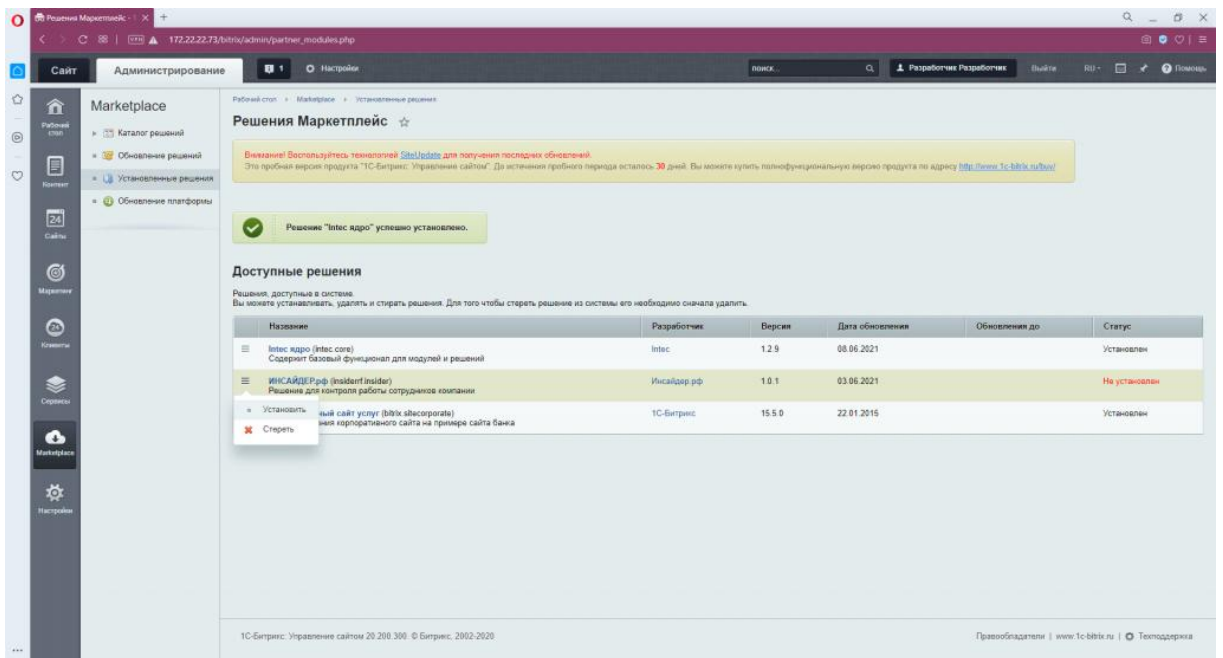 Решения Маркетплейс -
172.22.22.73/bitrix/admin/partner_modules.php
VPN
Сайт
Администрирование
1
Настройки
поиск...
Разработчик Разработчик
Выйти
RU
Помощь
Рабочий стол
Контент
24
Сайты
Маркетинг
24
Клиенты
Сервисы
Marketplace
Настройки
Marketplace
Каталог решений
Обновление решений
Установленные решения
Обновление платформы
Рабочий стол Marketplace Установленные решения
Решения Маркетплейс
Внимание! Воспользуйтесь технологией SiteUpdate для получения последних обновлений.
Это пробная версия продукта "1С-Битрикс: Управление сайтом". До истечения пробного периода осталось 30 дней. Вы можете купить полнофункциональную версию продукта по адресу http://www.1c-bitrix.ru/buy/
Решение "Intec ядро" успешно установлено.
Доступные решения
Решения, доступные в системе.
Вы можете устанавливать, удалять и стирать решения. Для того чтобы стереть решение из системы его необходимо сначала удалить.
Название Разработчик Версия Дата обновления Обновления до Статус
Intec ядро (intec.core) Intec 1.2.9 08.06.2021 Установлен
Содержит базовый функционал для модулей и решений
ИНСАЙДЕР.рф (insiderrf.insider) Инсайдер.рф 1.0.1 03.06.2021 Не установлен
Решение для контроля работы сотрудников компании
Установить
Стереть
ный сайт услуг (bitrix.sitecorporate) 1С-Битрикс 15.5.0 22.01.2015 Установлен
ния корпоративного сайта на примере сайта банка
1С-Битрикс: Управление сайтом 20.200.300. © Битрикс, 2002-2020
Правообладатели | www.1c-bitrix.ru | Техподдержка